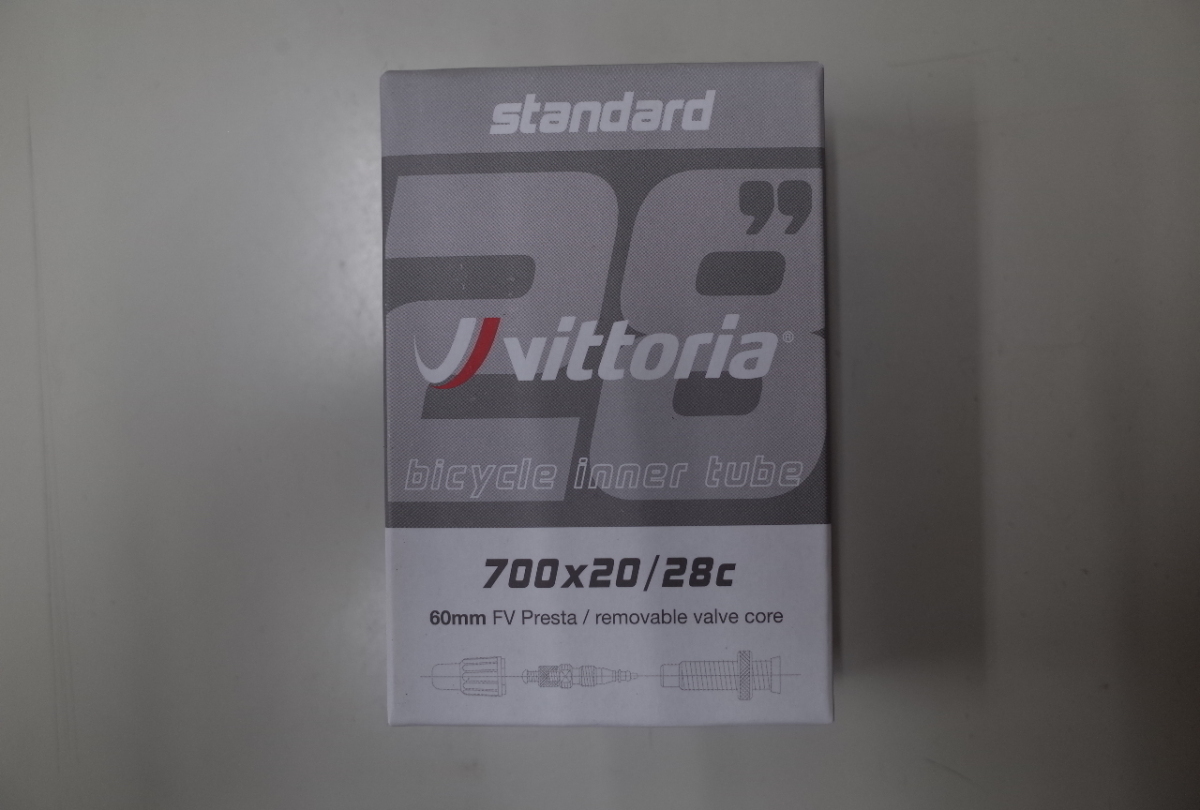 standard
28”
vittoria®
bicycle inner tube
700x20/28c
60mm FV Presta / removable valve core